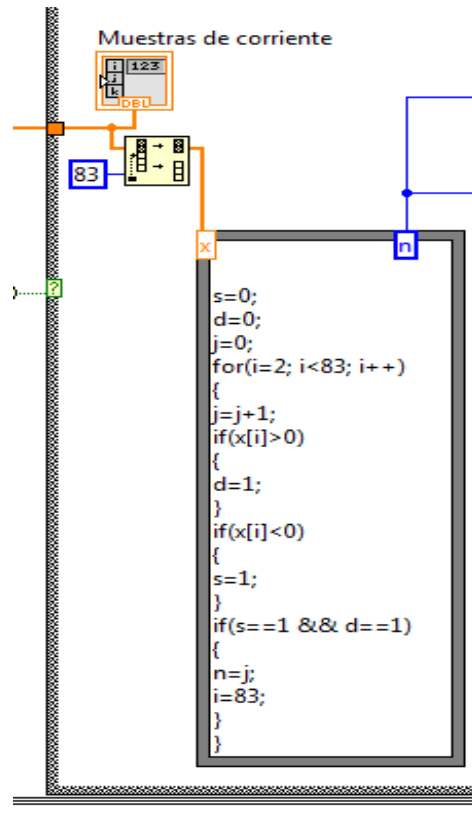 Muestras de corriente
i 123
j
k
DBL
83
x
n
?
s=0;
d=0;
j=0;
for(i=2; i<83; i++)
{
j=j+1;
if(x[i]>0)
{
d=1;
}
if(x[i]<0)
{
s=1;
}
if(s==1 && d==1)
{
n=j;
i=83;
}
}